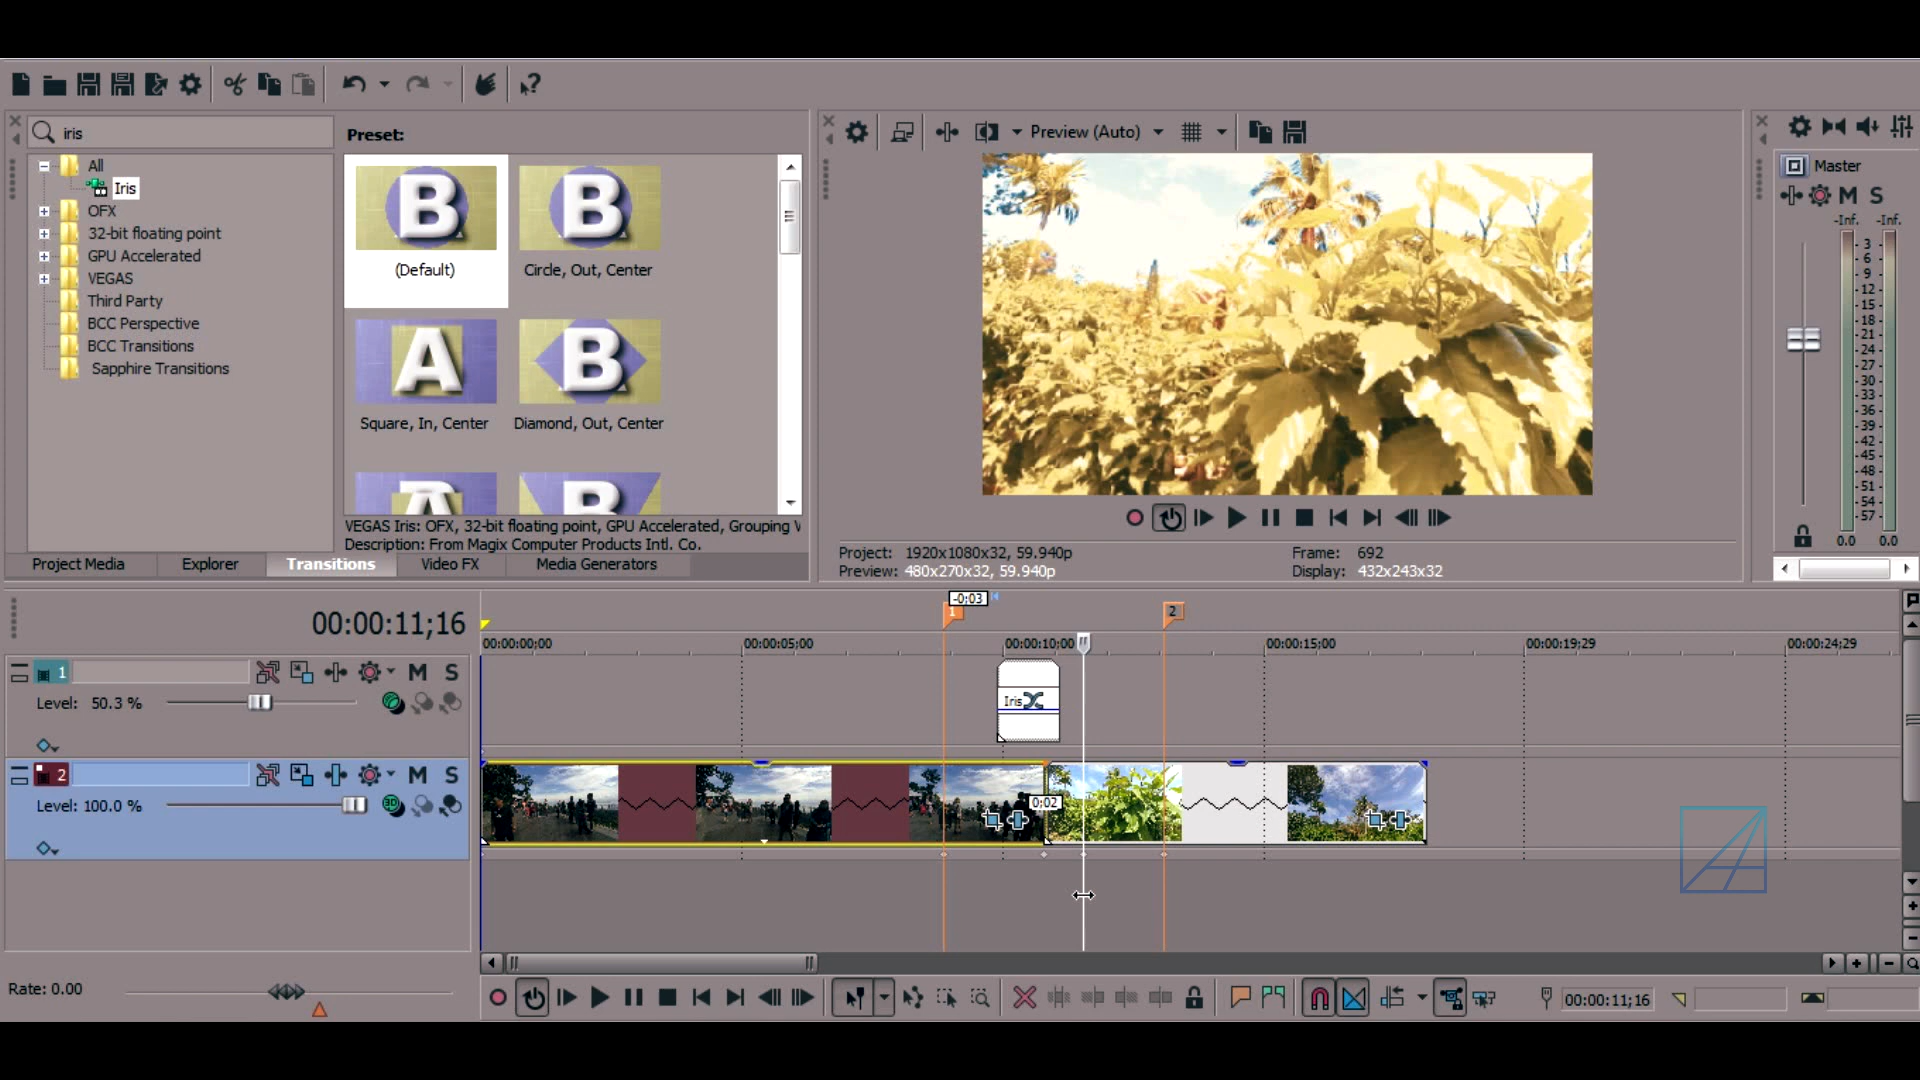 iris
All
Iris
OFX
32-bit floating point
GPU Accelerated
VEGAS
Third Party
BCC Perspective
BCC Transitions
Sapphire Transitions
Preset:
B
(Default)
B
Circle, Out, Center
A
Square, In, Center
B
Diamond, Out, Center
VEGAS Iris: OFX, 32-bit floating point, GPU Accelerated, Grouping V
Description: From Magix Computer Products Intl. Co.
Project Media
Explorer
Transitions
Video FX
Media Generators
Preview (Auto)
Project: 1920x1080x32, 59.940p
Preview: 480x270x32, 59.940p
Frame: 692
Display: 432x243x32
Master
M S
-Inf. -Inf.
3
6
9
12
15
18
21
24
27
30
33
36
39
42
45
48
51
54
57
0.0 0.0
00:00:11;16
-0;03
1
2
00:00:00;00
00:00:05;00
00:00:10;00
00:00:15;00
00:00:19;29
00:00:24;29
1
M S
Level: 50.3 %
Iris
2
M S
Level: 100.0 %
3D
0;02
Rate: 0.00
00:00:11;16